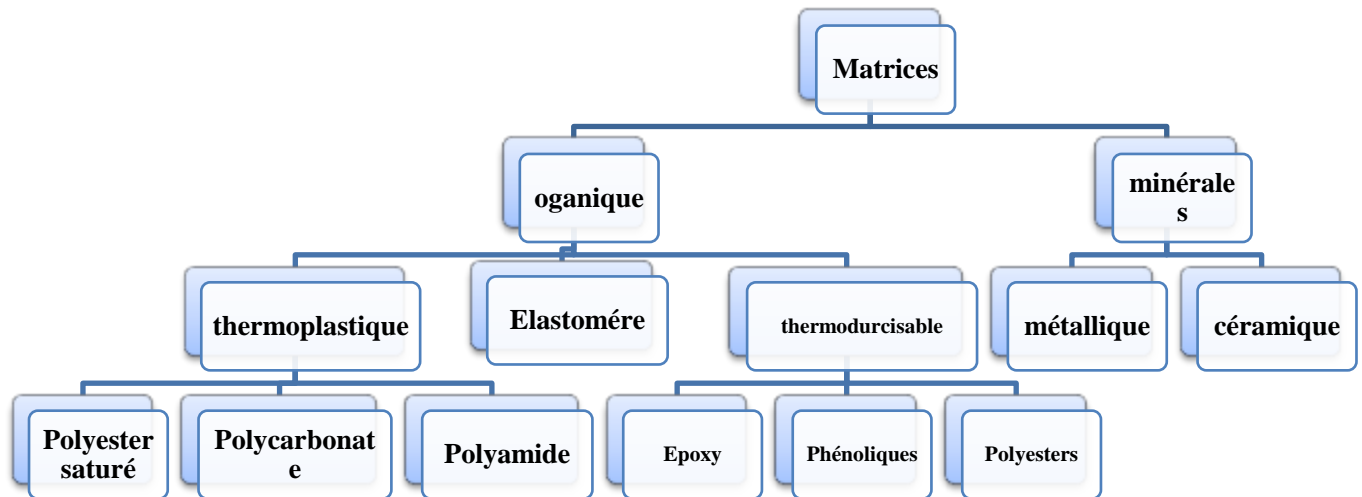 Matrices
oganique
minérale
s
thermoplastique
Elastomére
thermodurcisable
métallique
céramique
Polyester
saturé
Polycarbonat
e
Polyamide
Epoxy
Phénoliques
Polyesters